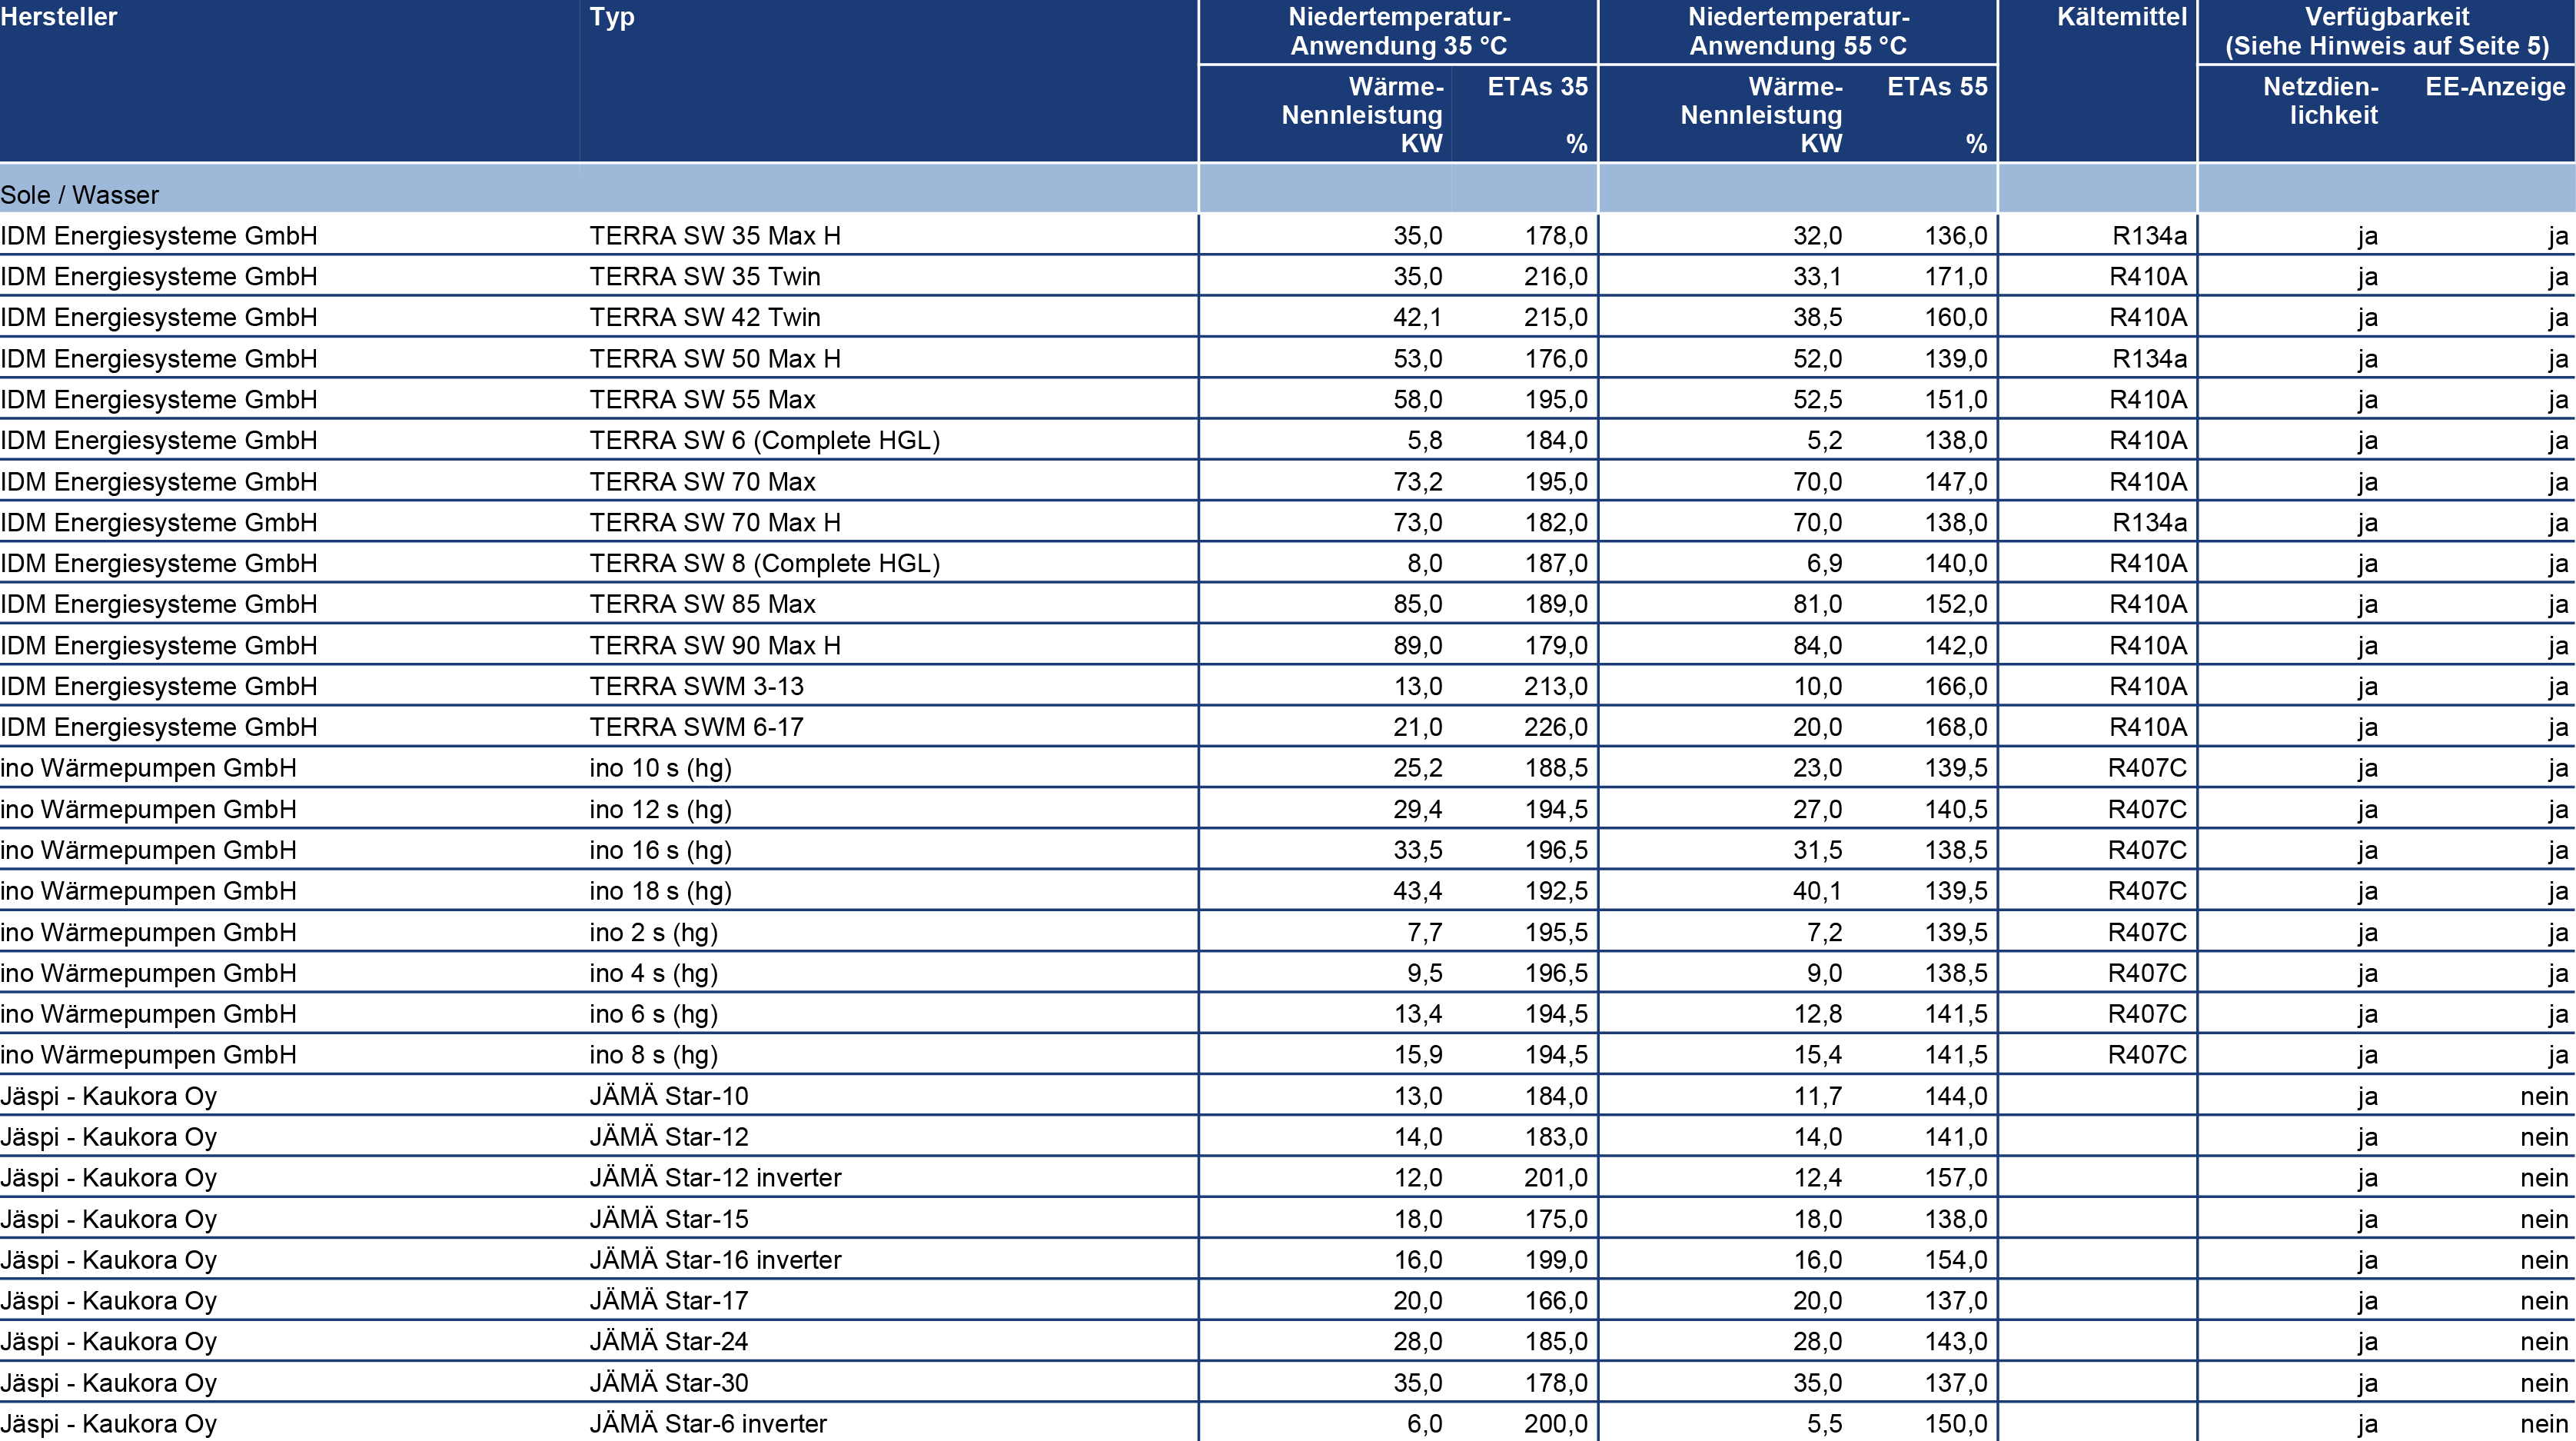 Hersteller Typ Niedertemperatur- Niedertemperatur- Kältemittel Verfügbarkeit
Anwendung 35 °C Anwendung 55 °C (Siehe Hinweis auf Seite 5)
Wärme- ETAs 35 Wärme- ETAs 55 Netzdien- EE-Anzeige
Nennleistung Nennleistung lichkeit
KW % KW %
Sole / Wasser
IDM Energiesysteme GmbH TERRA SW 35 Max H 35,0 178,0 32,0 136,0 R134a ja ja
IDM Energiesysteme GmbH TERRA SW 35 Twin 35,0 216,0 33,1 171,0 R410A ja ja
IDM Energiesysteme GmbH TERRA SW 42 Twin 42,1 215,0 38,5 160,0 R410A ja ja
IDM Energiesysteme GmbH TERRA SW 50 Max H 53,0 176,0 52,0 139,0 R134a ja ja
IDM Energiesysteme GmbH TERRA SW 55 Max 58,0 195,0 52,5 151,0 R410A ja ja
IDM Energiesysteme GmbH TERRA SW 6 (Complete HGL) 5,8 184,0 5,2 138,0 R410A ja ja
IDM Energiesysteme GmbH TERRA SW 70 Max 73,2 195,0 70,0 147,0 R410A ja ja
IDM Energiesysteme GmbH TERRA SW 70 Max H 73,0 182,0 70,0 138,0 R134a ja ja
IDM Energiesysteme GmbH TERRA SW 8 (Complete HGL) 8,0 187,0 6,9 140,0 R410A ja ja
IDM Energiesysteme GmbH TERRA SW 85 Max 85,0 189,0 81,0 152,0 R410A ja ja
IDM Energiesysteme GmbH TERRA SW 90 Max H 89,0 179,0 84,0 142,0 R410A ja ja
IDM Energiesysteme GmbH TERRA SWM 3-13 13,0 213,0 10,0 166,0 R410A ja ja
IDM Energiesysteme GmbH TERRA SWM 6-17 21,0 226,0 20,0 168,0 R410A ja ja
ino Wärmepumpen GmbH ino 10 s (hg) 25,2 188,5 23,0 139,5 R407C ja ja
ino Wärmepumpen GmbH ino 12 s (hg) 29,4 194,5 27,0 140,5 R407C ja ja
ino Wärmepumpen GmbH ino 16 s (hg) 33,5 196,5 31,5 138,5 R407C ja ja
ino Wärmepumpen GmbH ino 18 s (hg) 43,4 192,5 40,1 139,5 R407C ja ja
ino Wärmepumpen GmbH ino 2 s (hg) 7,7 195,5 7,2 139,5 R407C ja ja
ino Wärmepumpen GmbH ino 4 s (hg) 9,5 196,5 9,0 138,5 R407C ja ja
ino Wärmepumpen GmbH ino 6 s (hg) 13,4 194,5 12,8 141,5 R407C ja ja
ino Wärmepumpen GmbH ino 8 s (hg) 15,9 194,5 15,4 141,5 R407C ja ja
Jäspi - Kaukora Oy JÄMÄ Star-10 13,0 184,0 11,7 144,0 ja nein
Jäspi - Kaukora Oy JÄMÄ Star-12 14,0 183,0 14,0 141,0 ja nein
Jäspi - Kaukora Oy JÄMÄ Star-12 inverter 12,0 201,0 12,4 157,0 ja nein
Jäspi - Kaukora Oy JÄMÄ Star-15 18,0 175,0 18,0 138,0 ja nein
Jäspi - Kaukora Oy JÄMÄ Star-16 inverter 16,0 199,0 16,0 154,0 ja nein
Jäspi - Kaukora Oy JÄMÄ Star-17 20,0 166,0 20,0 137,0 ja nein
Jäspi - Kaukora Oy JÄMÄ Star-24 28,0 185,0 28,0 143,0 ja nein
Jäspi - Kaukora Oy JÄMÄ Star-30 35,0 178,0 35,0 137,0 ja nein
Jäspi - Kaukora Oy JÄMÄ Star-6 inverter 6,0 200,0 5,5 150,0 ja nein